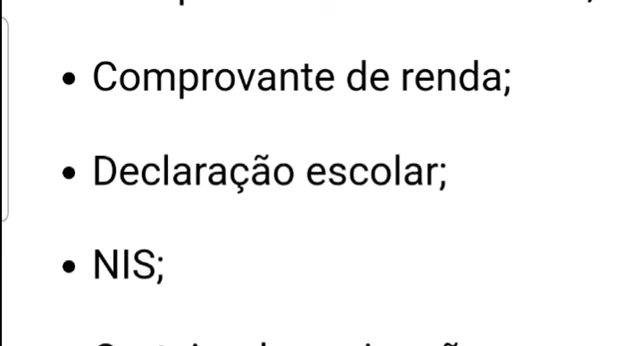 • Comprovante de renda;
• Declaração escolar;
• NIS;